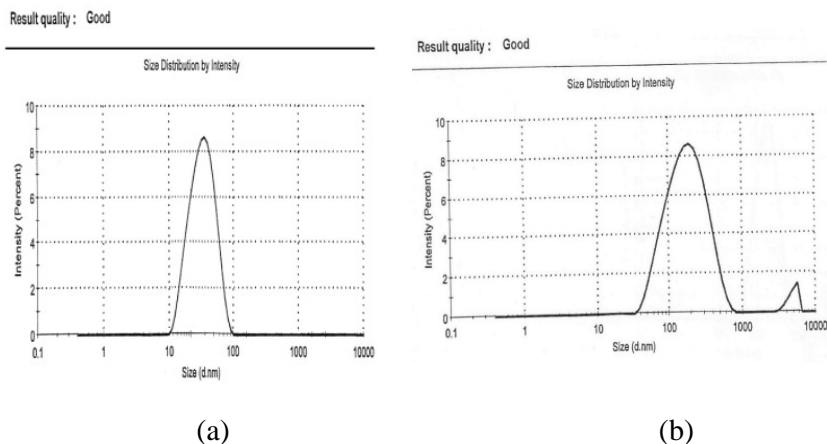 Result quality : Good
Size Distribution by Intensity
Intensity (Percent)
10
8
6
4
2
0
0.1 1 10 100 1000 10000
Size (d.nm)
(a)
Result quality : Good
Size Distribution by Intensity
Intensity (Percent)
10
8
6
4
2
0
0.1 1 10 100 1000 10000
Size (d.nm)
(b)